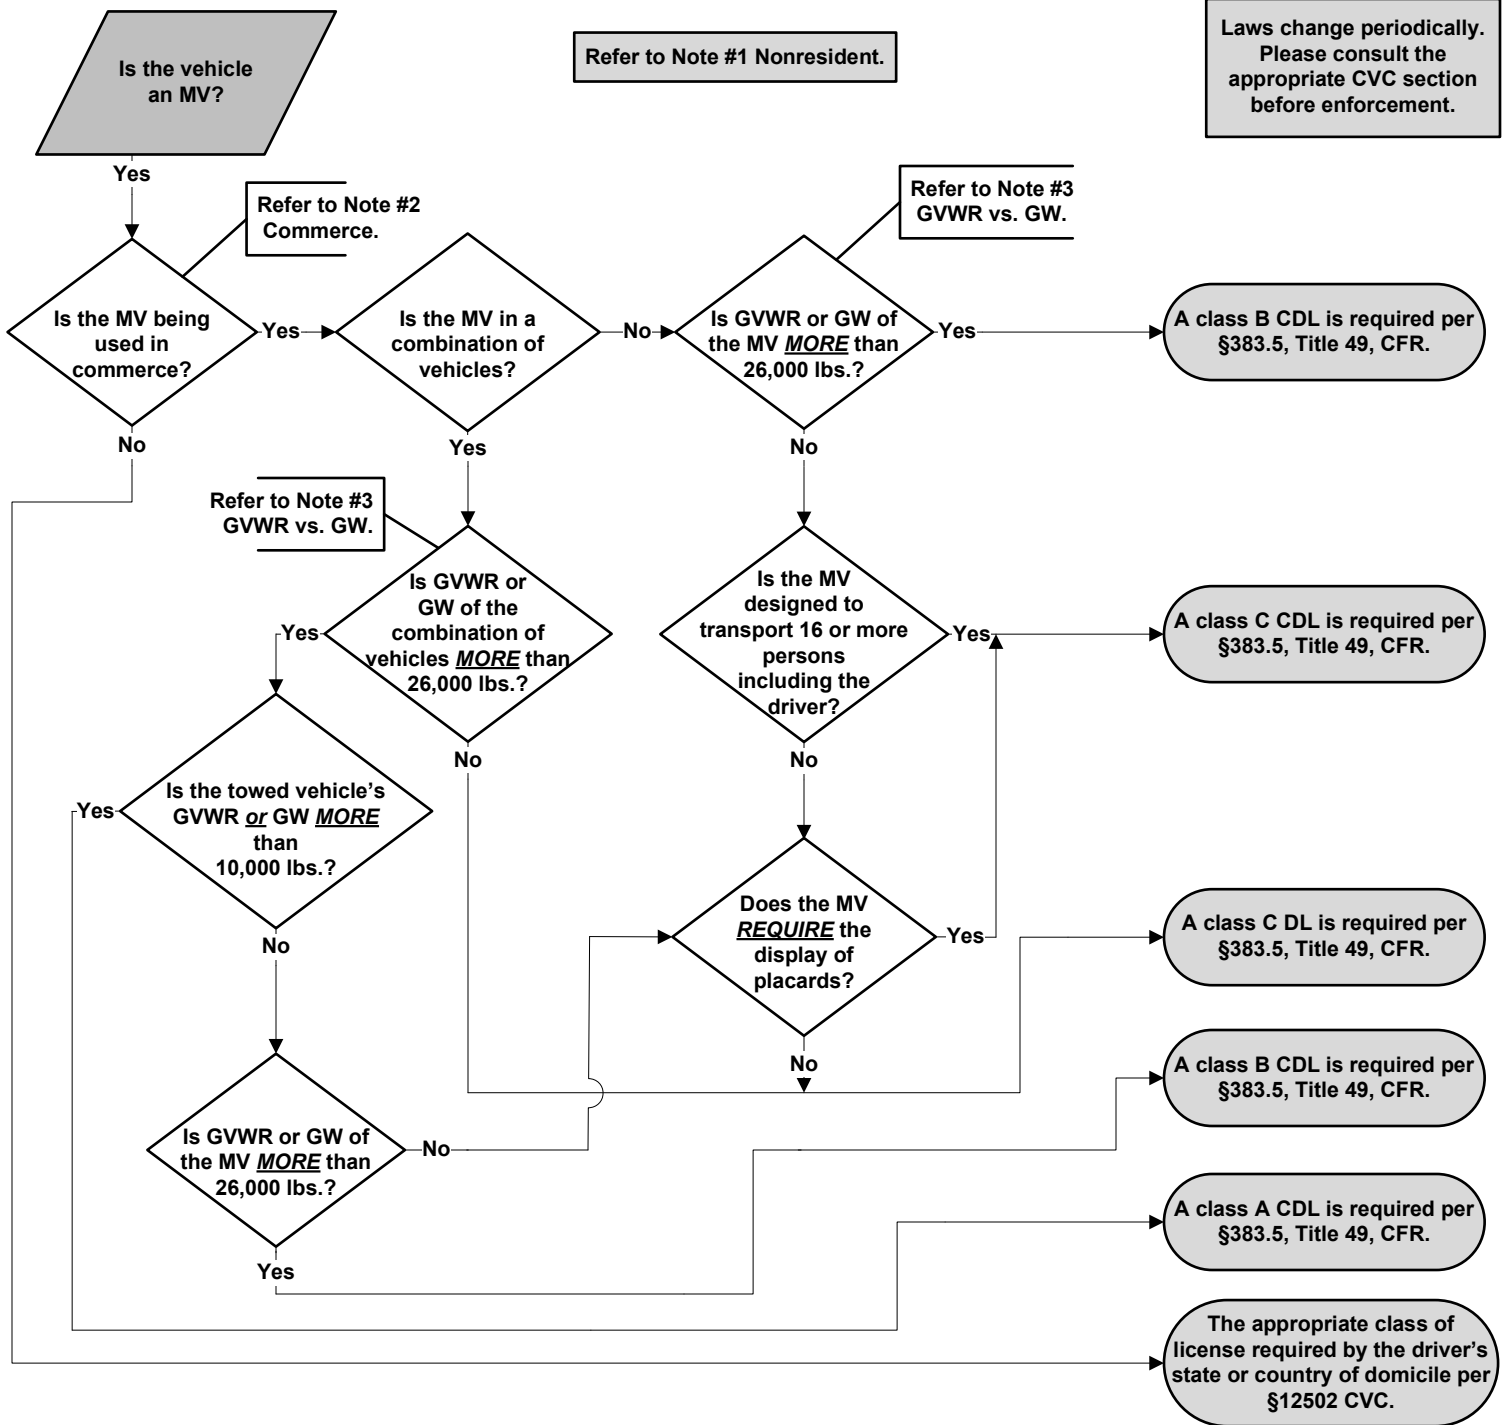 Is the vehicle
an MV?
Refer to Note #1 Nonresident.
Laws change periodically.
Please consult the
appropriate CVC section
before enforcement.
Yes
Refer to Note #2
Commerce.
Refer to Note #3
GVWR vs. GW.
Is the MV being
used in
commerce?
Yes
Is the MV in a
combination of
vehicles?
No
Is GVWR or GW of
the MV MORE than
26,000 lbs.?
Yes
A class B CDL is required per
§383.5, Title 49, CFR.
No
Yes
No
Refer to Note #3
GVWR vs. GW.
Is GVWR or
GW of the
combination of
vehicles MORE than
26,000 lbs.?
Yes
No
Is the MV
designed to
transport 16 or more
persons
including the
driver?
Yes
A class C CDL is required per
§383.5, Title 49, CFR.
No
Is the towed vehicle's
GVWR or GW MORE
than
10,000 lbs.?
Yes
No
Does the MV
REQUIRE the
display of
placards?
Yes
A class C DL is required per
§383.5, Title 49, CFR.
No
Is GVWR or GW of
the MV MORE than
26,000 lbs.?
No
Yes
A class B CDL is required per
§383.5, Title 49, CFR.
A class A CDL is required per
§383.5, Title 49, CFR.
The appropriate class of
license required by the driver's
state or country of domicile per
§12502 CVC.